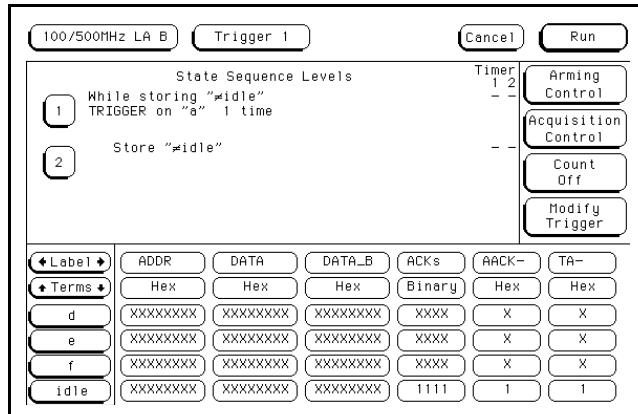 100/500MHz LA B Trigger 1 Cancel Run
State Sequence Levels Timer
1 2
1 While storing "≠idle" - -
TRIGGER on "a" 1 time
2 Store "≠idle" - -
Arming
Control
Acquisition
Control
Count
Off
Modify
Trigger
←Label→ ADDR DATA DATA_B ACKs AACK- TA-
↑Terms↓ Hex Hex Hex Binary Hex Hex
d XXXXXXXX XXXXXXXX XXXXXXXX XXXX X X
e XXXXXXXX XXXXXXXX XXXXXXXX XXXX X X
f XXXXXXXX XXXXXXXX XXXXXXXX XXXX X X
idle XXXXXXXX XXXXXXXX XXXXXXXX 1111 1 1